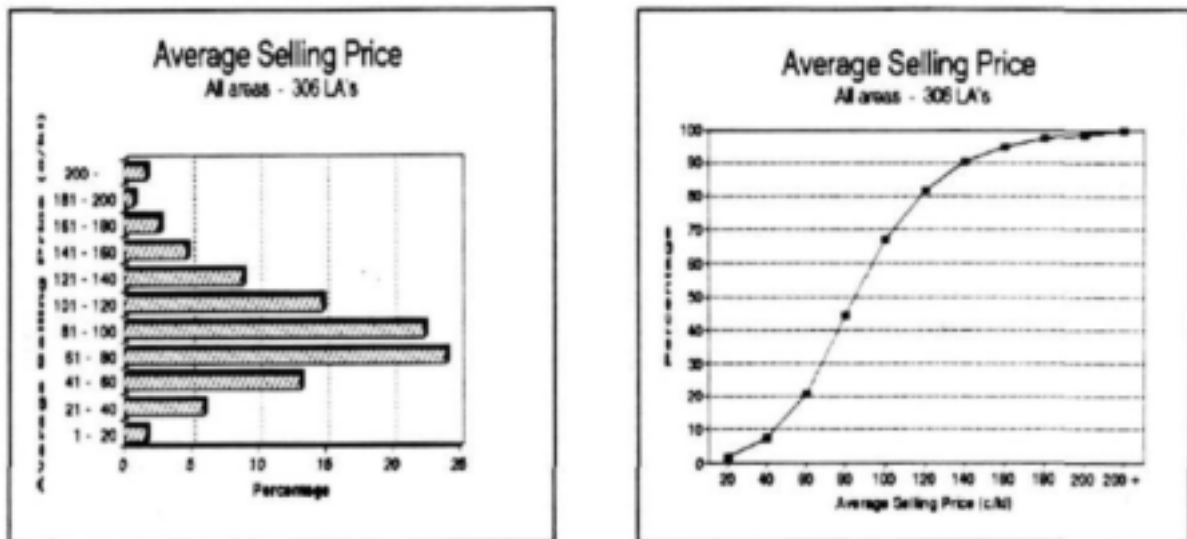 Average Selling Price
All areas - 306 LA's
200 -
181 - 200
161 - 180
141 - 160
121 - 140
101 - 120
81 - 100
61 - 80
41 - 60
21 - 40
1 - 20
0 5 10 15 20 25
Percentage
Average Selling Price
All areas - 306 LA's
100
90
80
70
60
50
40
30
20
10
0
Percentage
20 40 60 80 100 120 140 160 180 200 200 +
Average Selling Price (c/kl)